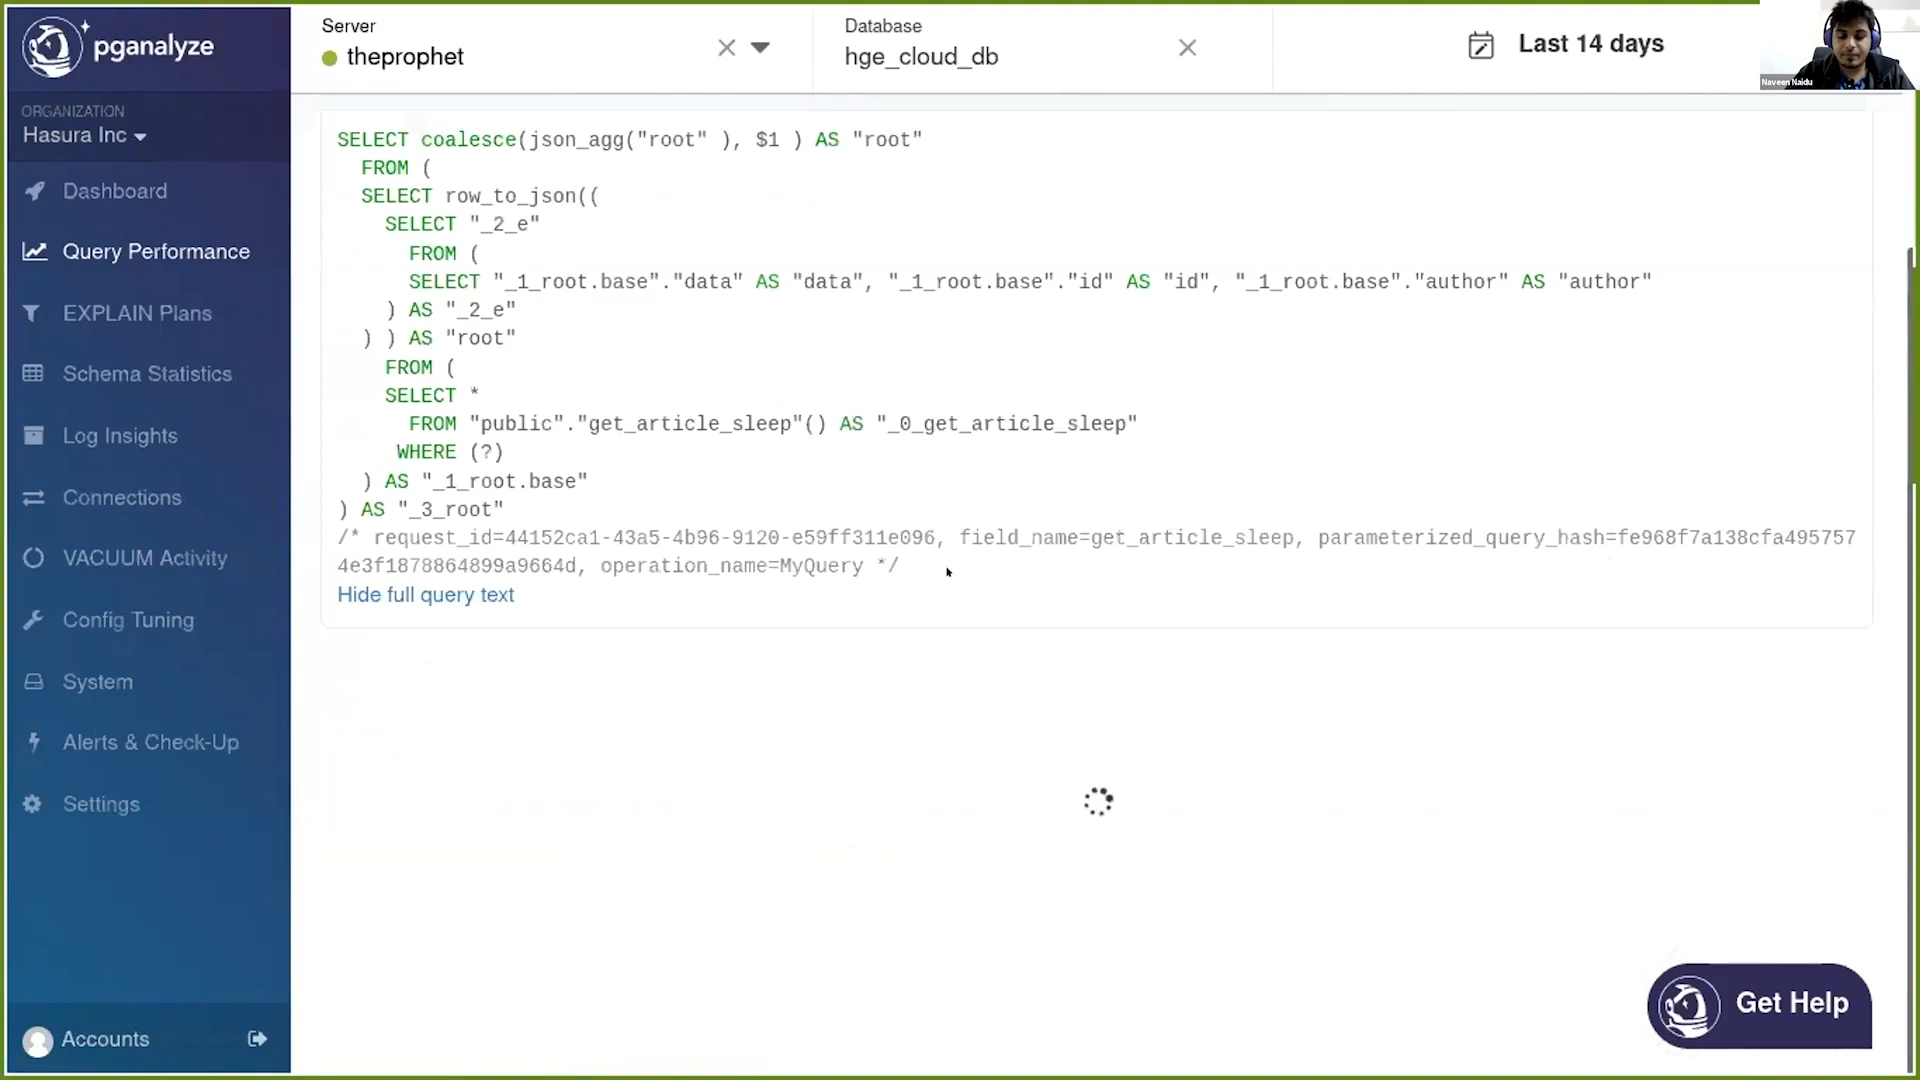 pganalyze
Server
theprophet
Database
hge_cloud_db
Last 14 days
Naveen Naidu
ORGANIZATION
Hasura Inc
Dashboard
Query Performance
EXPLAIN Plans
Schema Statistics
Log Insights
Connections
VACUUM Activity
Config Tuning
System
Alerts & Check-Up
Settings
Accounts
SELECT coalesce(json_agg("root" ), $1 ) AS "root"
FROM (
SELECT row_to_json((
SELECT "_2_e"
FROM (
SELECT "_1_root.base"."data" AS "data", "_1_root.base"."id" AS "id", "_1_root.base"."author" AS "author"
) AS "_2_e"
) ) AS "root"
FROM (
SELECT *
FROM "public"."get_article_sleep"() AS "_0_get_article_sleep"
WHERE (?)
) AS "_1_root.base"
) AS "_3_root"
/* request_id=44152ca1-43a5-4b96-9120-e59ff311e096, field_name=get_article_sleep, parameterized_query_hash=fe968f7a138cfa495757
4e3f1878864899a9664d, operation_name=MyQuery */
Hide full query text
Get Help